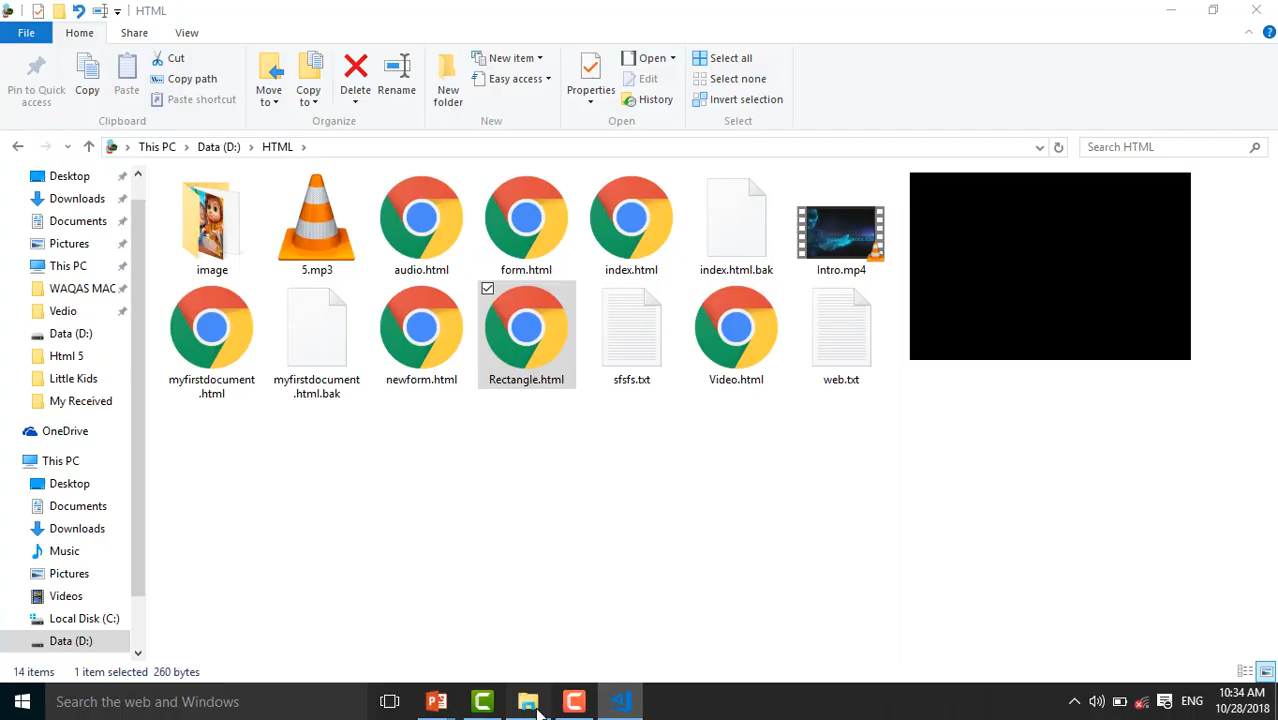 HTML
File Home Share View
Pin to Quick access
Copy
Paste
Cut
Copy path
Paste shortcut
Clipboard
Move to
Copy to
Delete
Rename
Organize
New folder
New item
Easy access
New
Properties
Open
Edit
History
Open
Select all
Select none
Invert selection
Select
This PC Data (D:) HTML
Search HTML
Desktop
Downloads
Documents
Pictures
This PC
WAQAS MAC
Vedio
Data (D:)
Html 5
Little Kids
My Received
OneDrive
This PC
Desktop
Documents
Downloads
Music
Pictures
Videos
Local Disk (C:)
Data (D:)
image
5.mp3
audio.html
form.html
index.html
index.html.bak
Intro.mp4
myfirstdocument
.html
myfirstdocument
.html.bak
newform.html
Rectangle.html
sfsfs.txt
Video.html
web.txt
14 items 1 item selected 260 bytes
Search the web and Windows
ENG
10:34 AM
10/28/2018